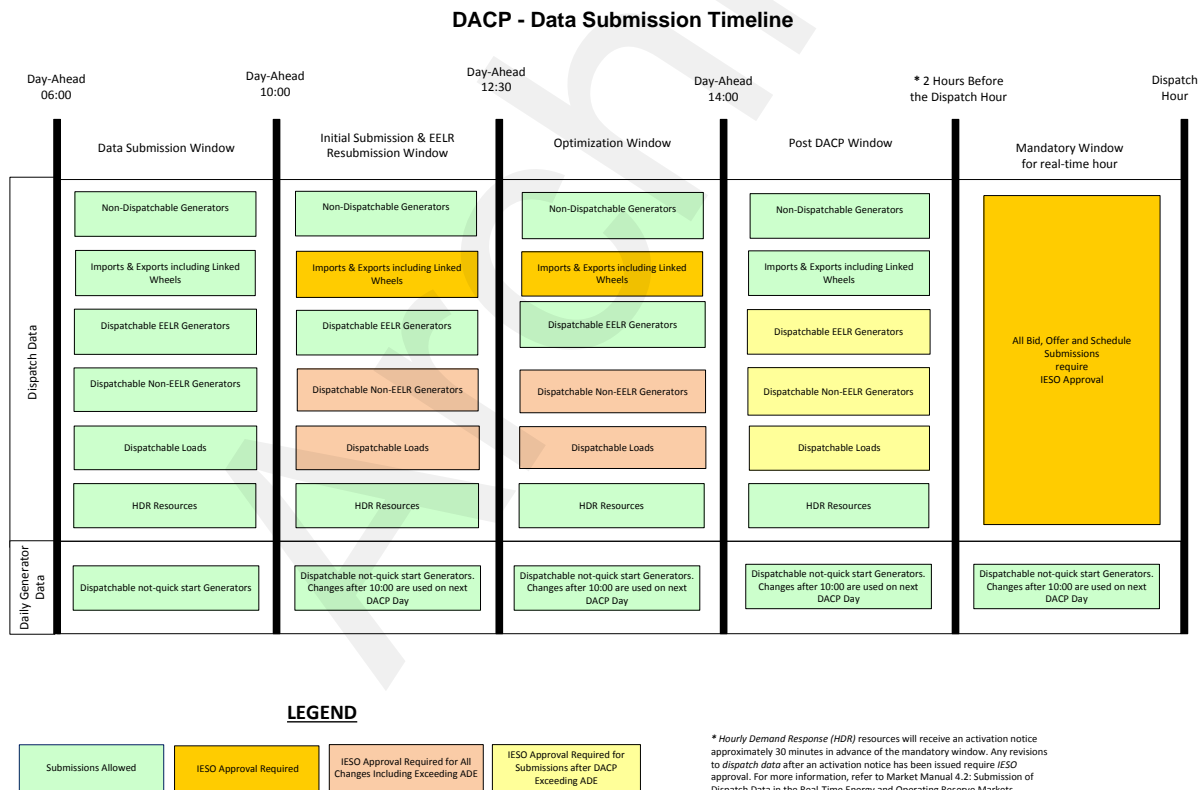 DACP - Data Submission Timeline
Day-Ahead
06:00
Day-Ahead
10:00
Day-Ahead
12:30
Day-Ahead
14:00
* 2 Hours Before
the Dispatch Hour
Dispatch
Hour
Data Submission Window
Initial Submission & EELR
Resubmission Window
Optimization Window
Post DACP Window
Mandatory Window
for real-time hour
Dispatch Data
Non-Dispatchable Generators
Non-Dispatchable Generators
Non-Dispatchable Generators
Non-Dispatchable Generators
Imports & Exports including Linked
Wheels
Imports & Exports including Linked
Wheels
Imports & Exports including Linked
Wheels
Imports & Exports including Linked
Wheels
Dispatchable EELR Generators
Dispatchable EELR Generators
Dispatchable EELR Generators
Dispatchable EELR Generators
Dispatchable Non-EELR Generators
Dispatchable Non-EELR Generators
Dispatchable Non-EELR Generators
Dispatchable Non-EELR Generators
Dispatchable Loads
Dispatchable Loads
Dispatchable Loads
Dispatchable Loads
HDR Resources
HDR Resources
HDR Resources
HDR Resources
All Bid, Offer and Schedule
Submissions
require
IESO Approval
Daily Generator
Data
Dispatchable not-quick start Generators
Dispatchable not-quick start Generators.
Changes after 10:00 are used on next
DACP Day
Dispatchable not-quick start Generators.
Changes after 10:00 are used on next
DACP Day
Dispatchable not-quick start Generators.
Changes after 10:00 are used on next
DACP Day
Dispatchable not-quick start Generators.
Changes after 10:00 are used on next
DACP Day
LEGEND
Submissions Allowed
IESO Approval Required
IESO Approval Required for All
Changes Including Exceeding ADE
IESO Approval Required for
Submissions after DACP
Exceeding ADE
* Hourly Demand Response (HDR) resources will receive an activation notice
approximately 30 minutes in advance of the mandatory window. Any revisions
to dispatch data after an activation notice has been issued require IESO
approval. For more information, refer to Market Manual 4.2: Submission of
Dispatch Data in the Real-Time Energy and Operating Reserve Markets